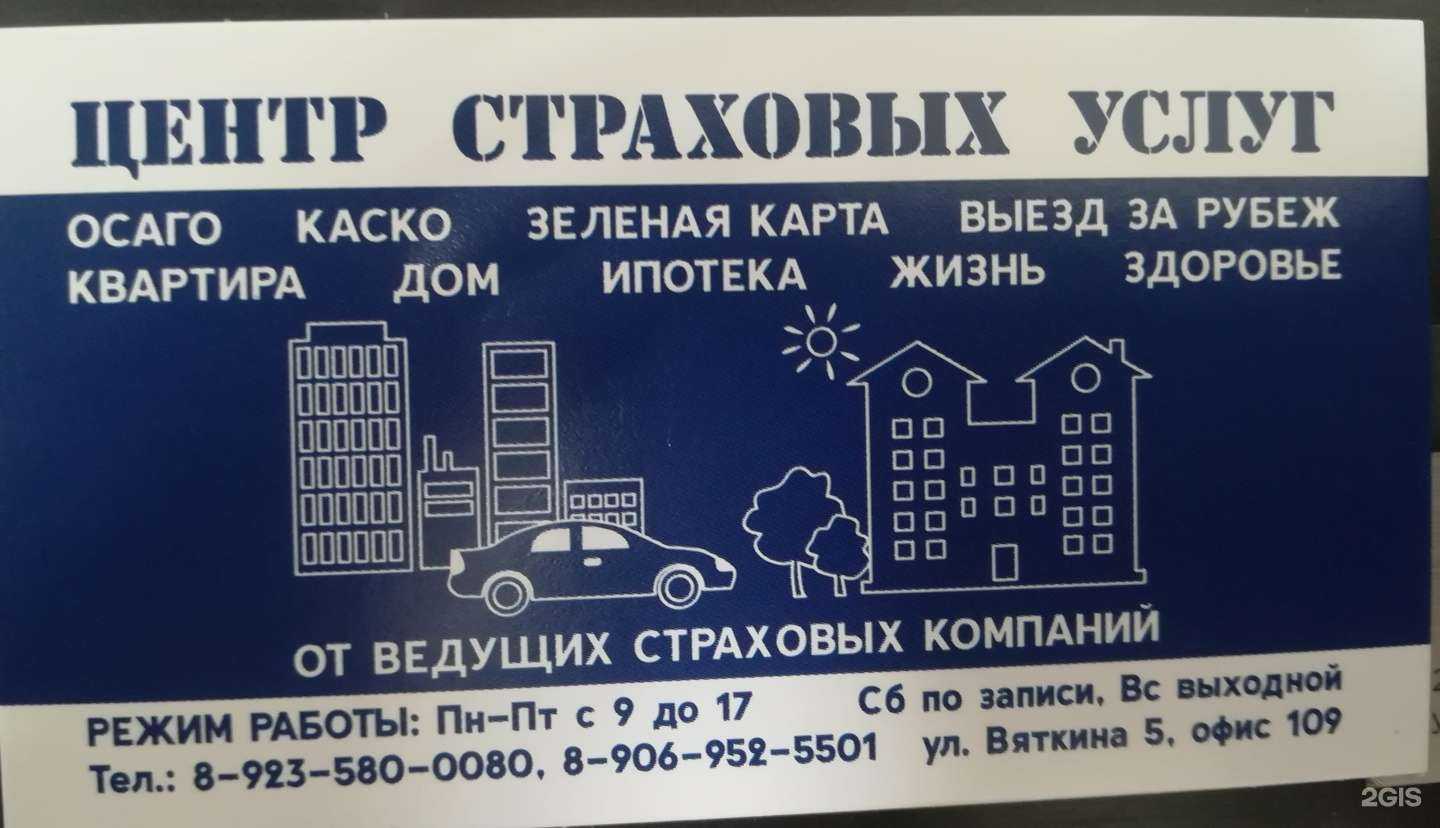 ЦЕНТР СТРАХОВЫХ УСЛУГ
ОСАГО КАСКО ЗЕЛЕНАЯ КАРТА ВЫЕЗД ЗА РУБЕЖ
КВАРТИРА ДОМ ИПОТЕКА ЖИЗНЬ ЗДОРОВЬЕ
ОТ ВЕДУЩИХ СТРАХОВЫХ КОМПАНИЙ
РЕЖИМ РАБОТЫ: Пн-Пт с 9 до 17 Сб по записи, Вс выходной
Тел.: 8-923-580-0080, 8-906-952-5501 ул. Вяткина 5, офис 109
2GIS